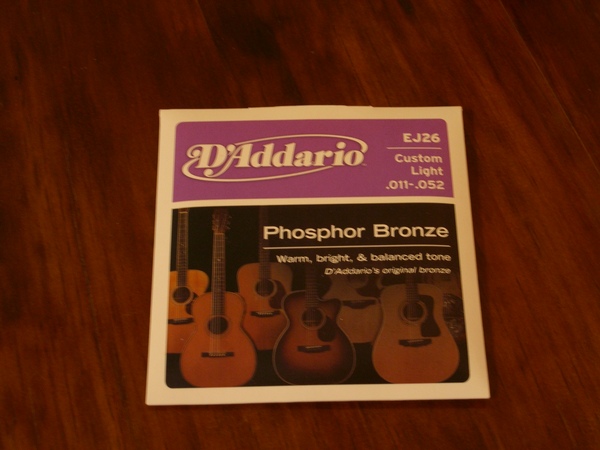 D'Addario
EJ26
Custom
Light
.011-.052
Phosphor Bronze
Warm, bright, & balanced tone
D'Addario's original bronze